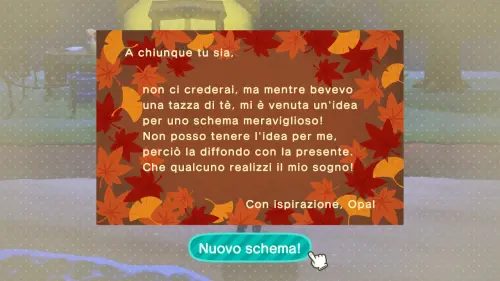 A chiunque tu sia,
non ci crederai, ma mentre bevevo
una tazza di tè, mi è venuta un'idea
per uno schema meraviglioso!
Non posso tenere l'idea per me,
perciò la diffondo con la presente.
Che qualcuno realizzi il mio sogno!
Con ispirazione, Opal
Nuovo schema!